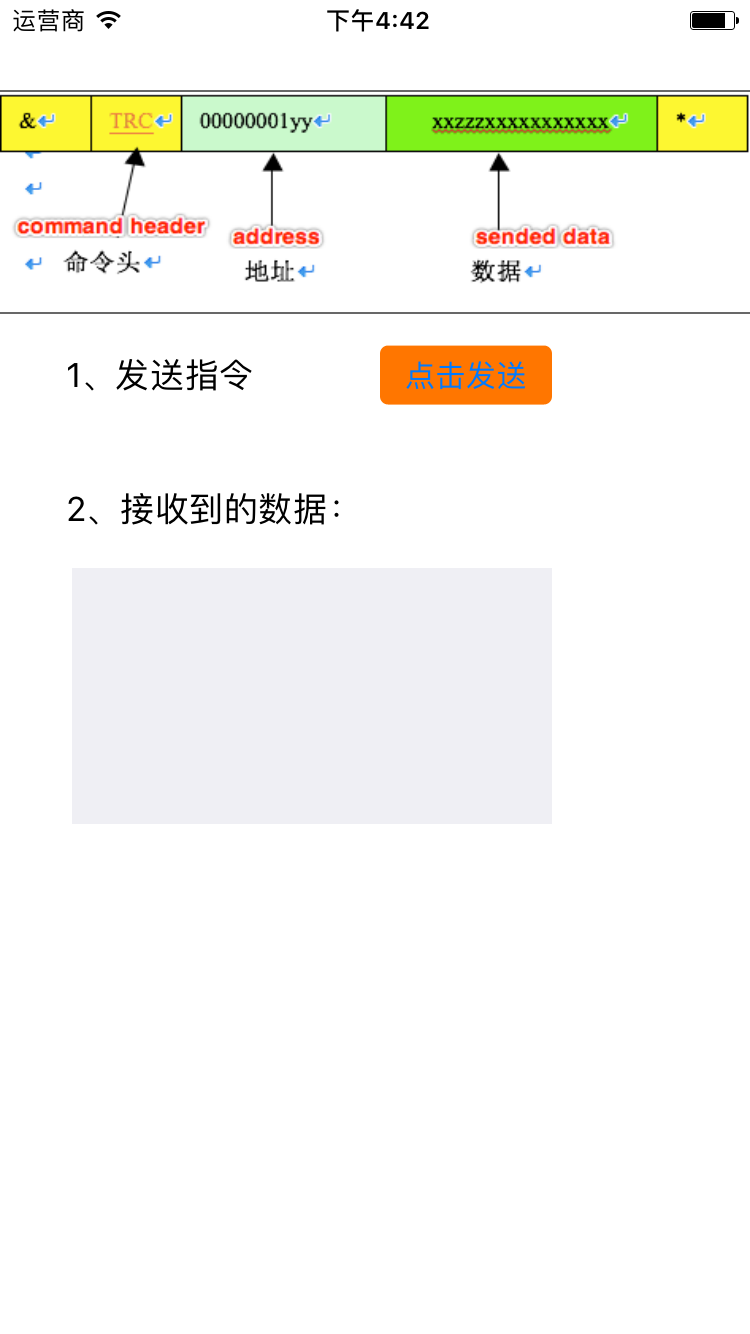 运营商 下午4:42
& TRC 00000001yy xxzzzxxxxxxxxxxxx *
command header address sended data
命令头 地址 数据
1、发送指令 点击发送
2、接收到的数据：